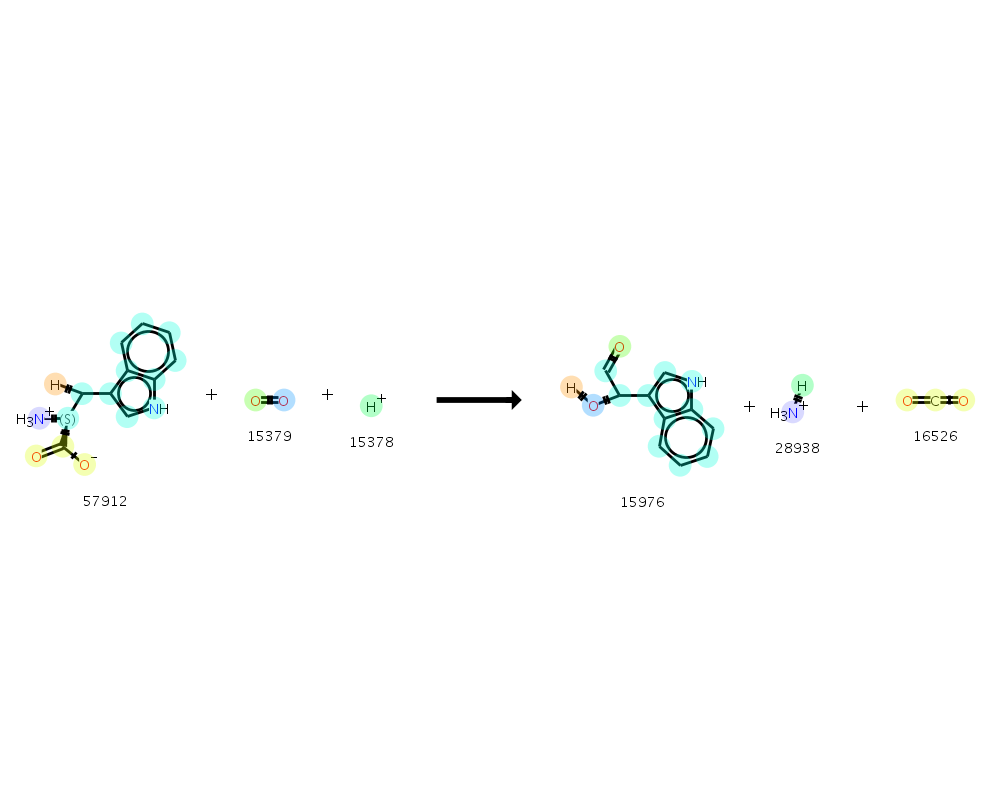 H
H₃N⁺ (S) NH
O O⁻
57912
+
O O
15379
+
H⁺
15378
O
H O NH
15976
+
H
H₃N⁺
28938
+
O C O
16526